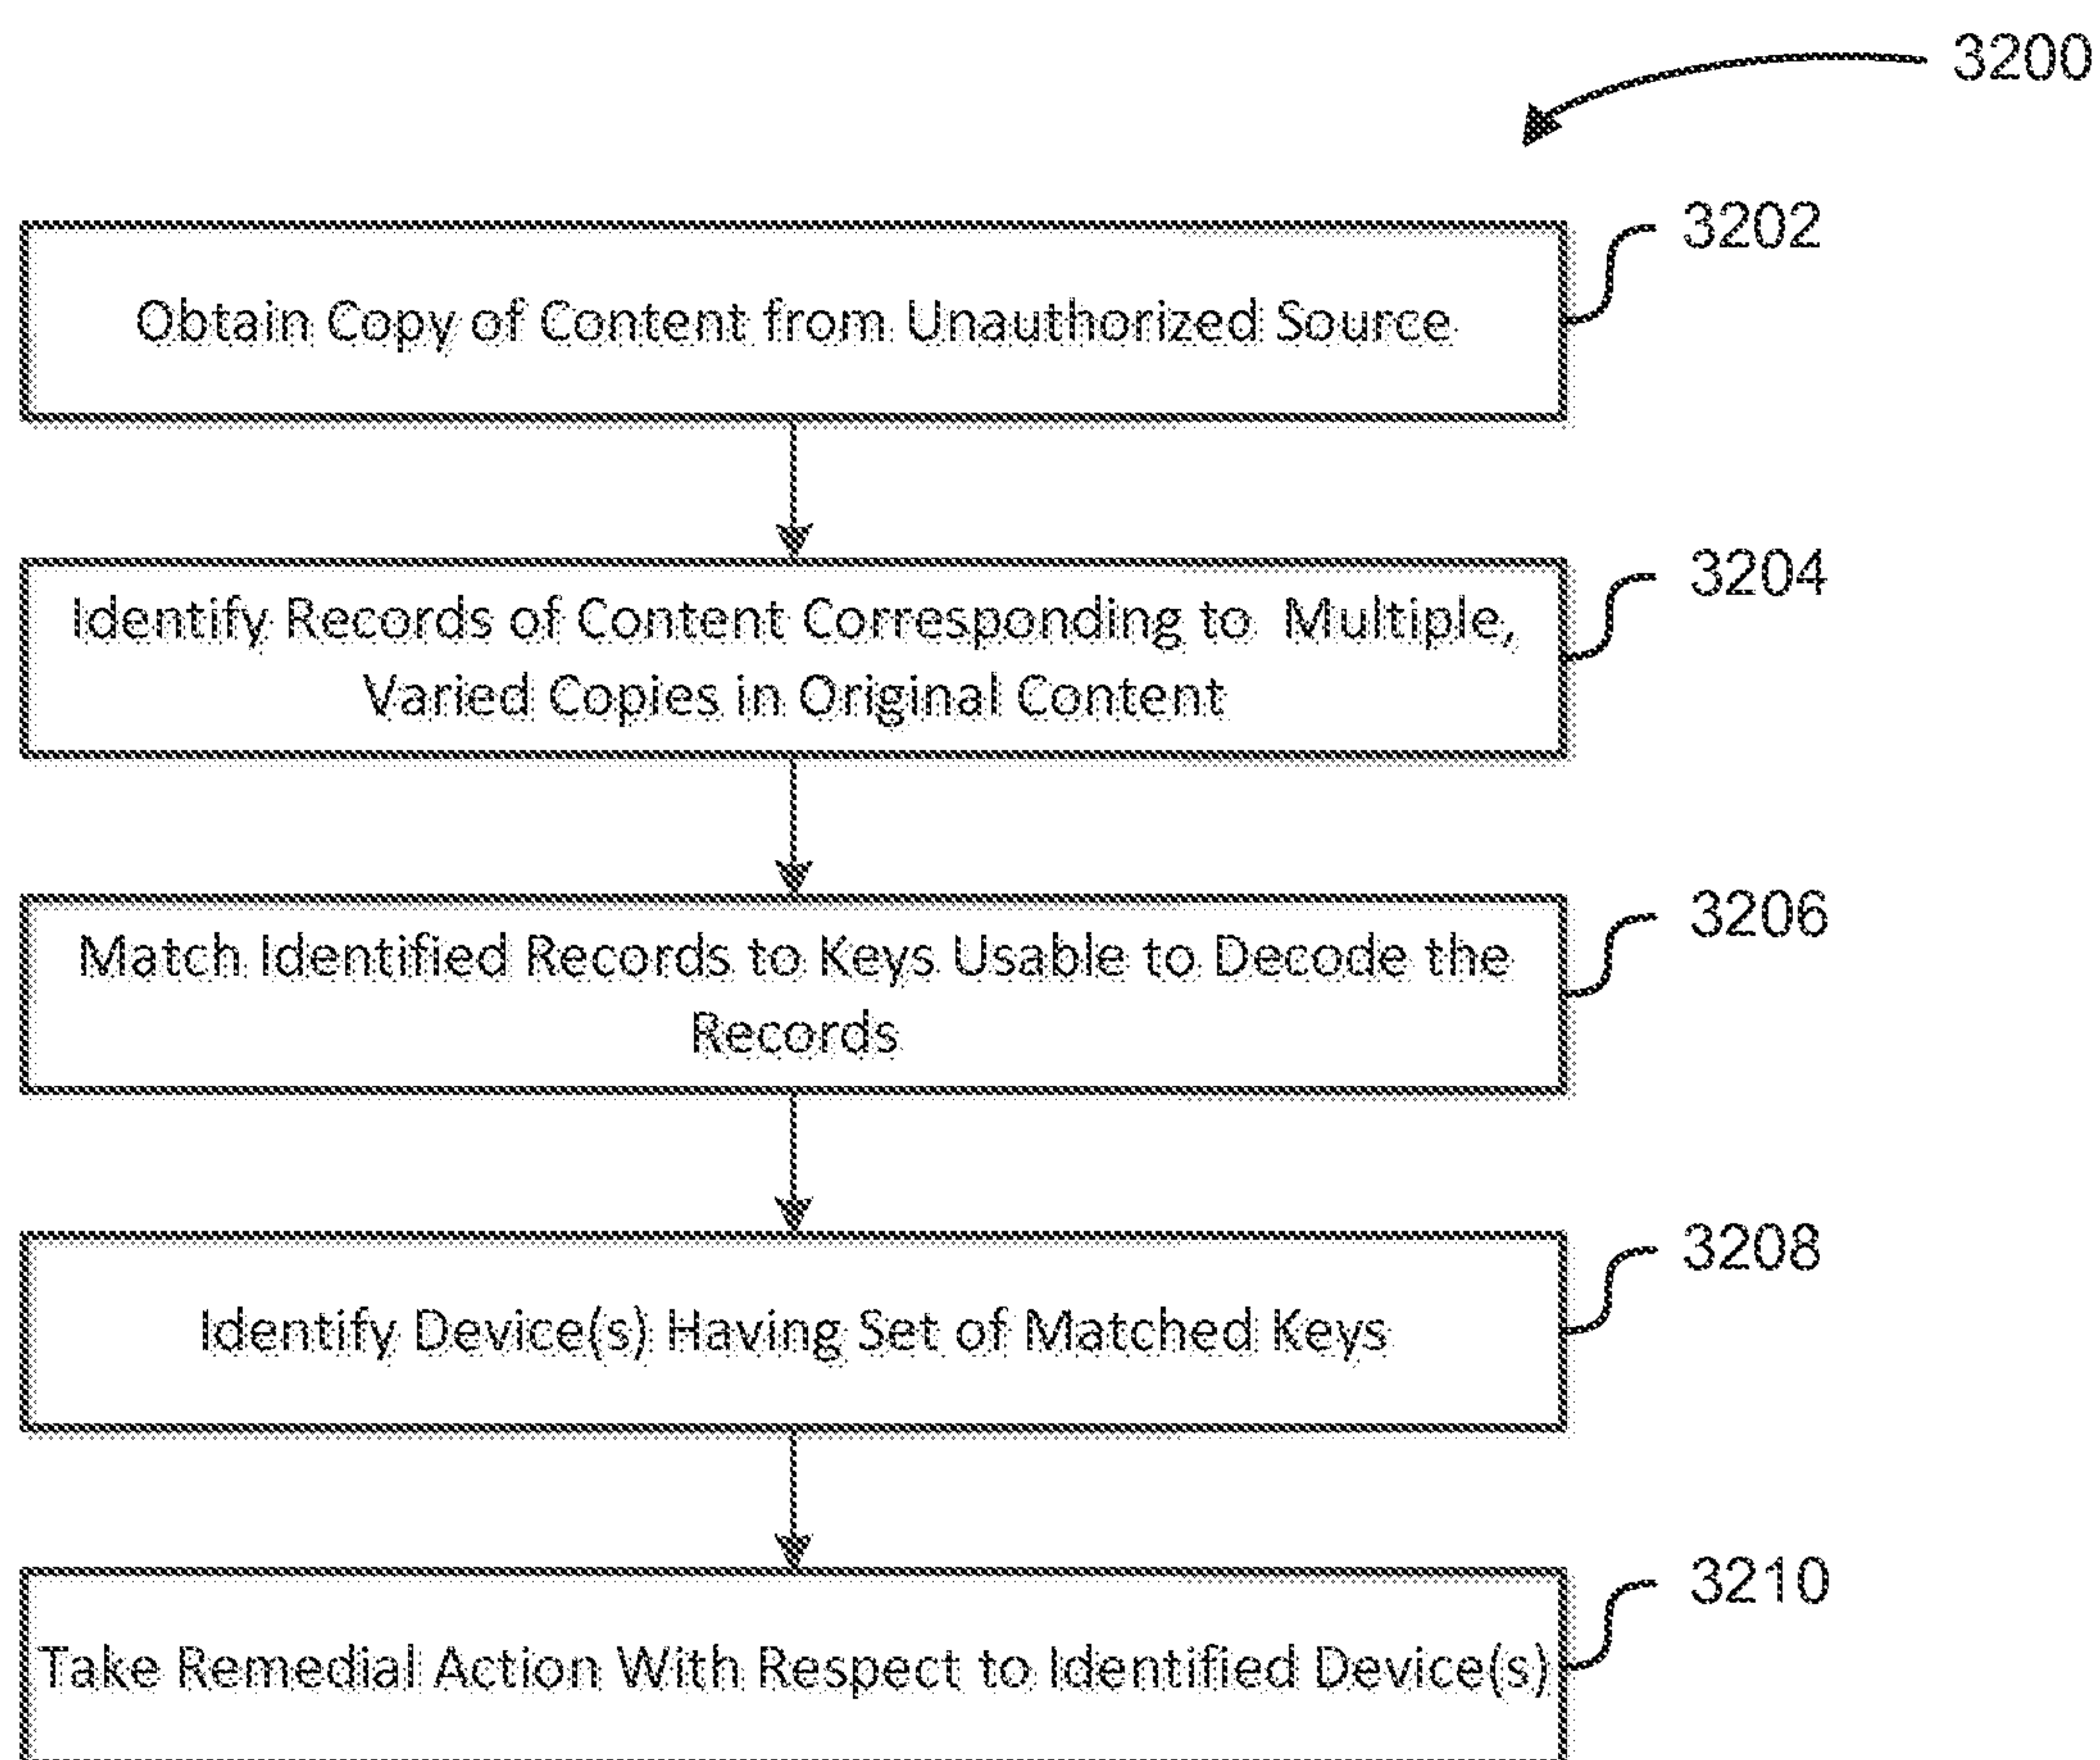 3200
3202
Obtain Copy of Content from Unauthorized Source
3204
Identify Records of Content Corresponding to Multiple,
Varied Copies in Original Content
3206
Match Identified Records to Keys Usable to Decode the
Records
3208
Identify Device(s) Having Set of Matched Keys
3210
Take Remedial Action With Respect to Identified Device(s)